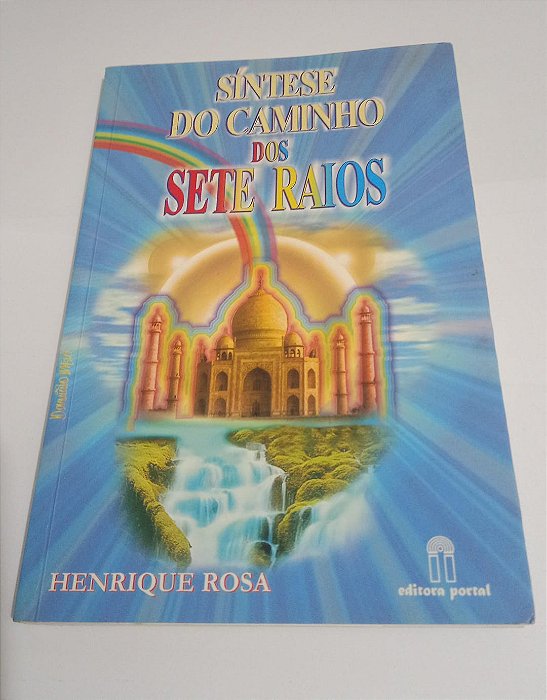 SÍNTESE
DO CAMINHO
DOS
SETE RAIOS
HENRIQUE ROSA
editora portal